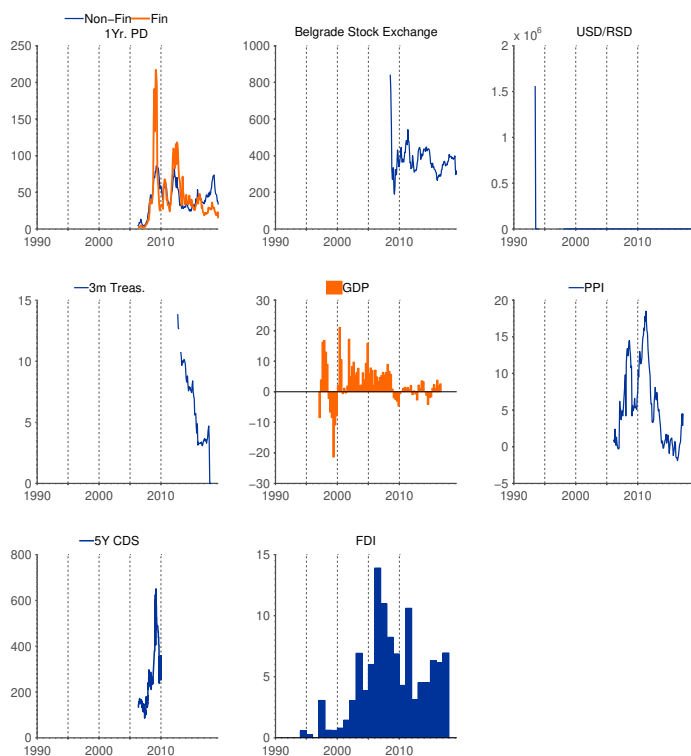 Non−Fin Fin
1Yr. PD
250
200
150
100
50
0
1990 2000 2010
Belgrade Stock Exchange
1000
800
600
400
200
0
1990 2000 2010
USD/RSD
x 10^6
2
1.5
1
0.5
0
1990 2000 2010
3m Treas.
15
10
5
0
1990 2000 2010
GDP
30
20
10
0
−10
−20
−30
1990 2000 2010
PPI
20
15
10
5
0
−5
1990 2000 2010
5Y CDS
800
600
400
200
0
1990 2000 2010
FDI
15
10
5
0
1990 2000 2010